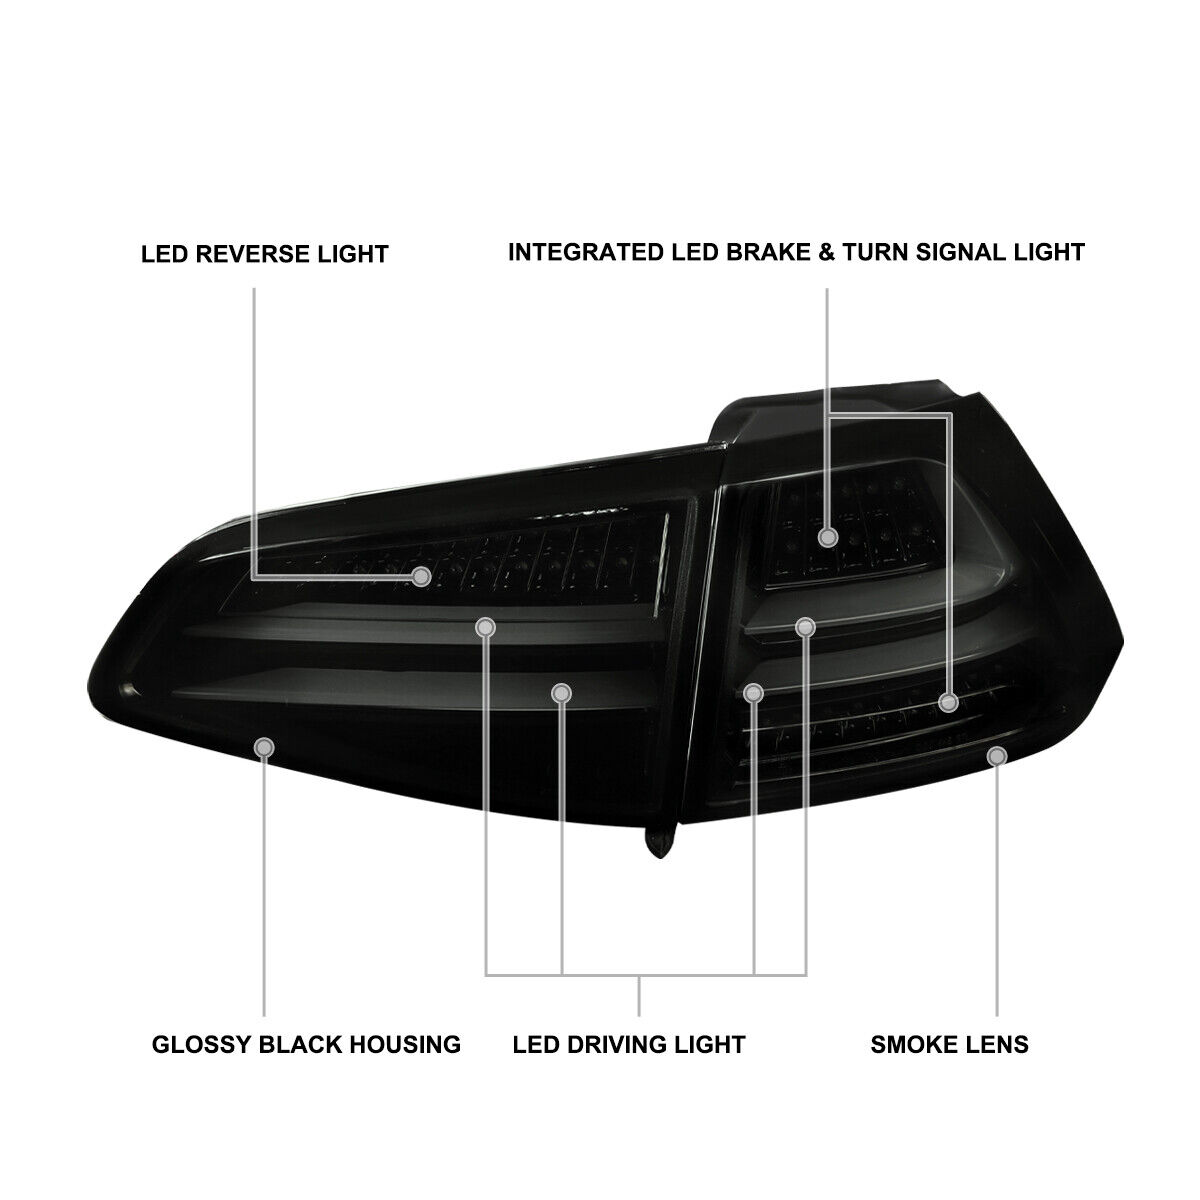 LED REVERSE LIGHT
INTEGRATED LED BRAKE & TURN SIGNAL LIGHT
GLOSSY BLACK HOUSING
LED DRIVING LIGHT
SMOKE LENS